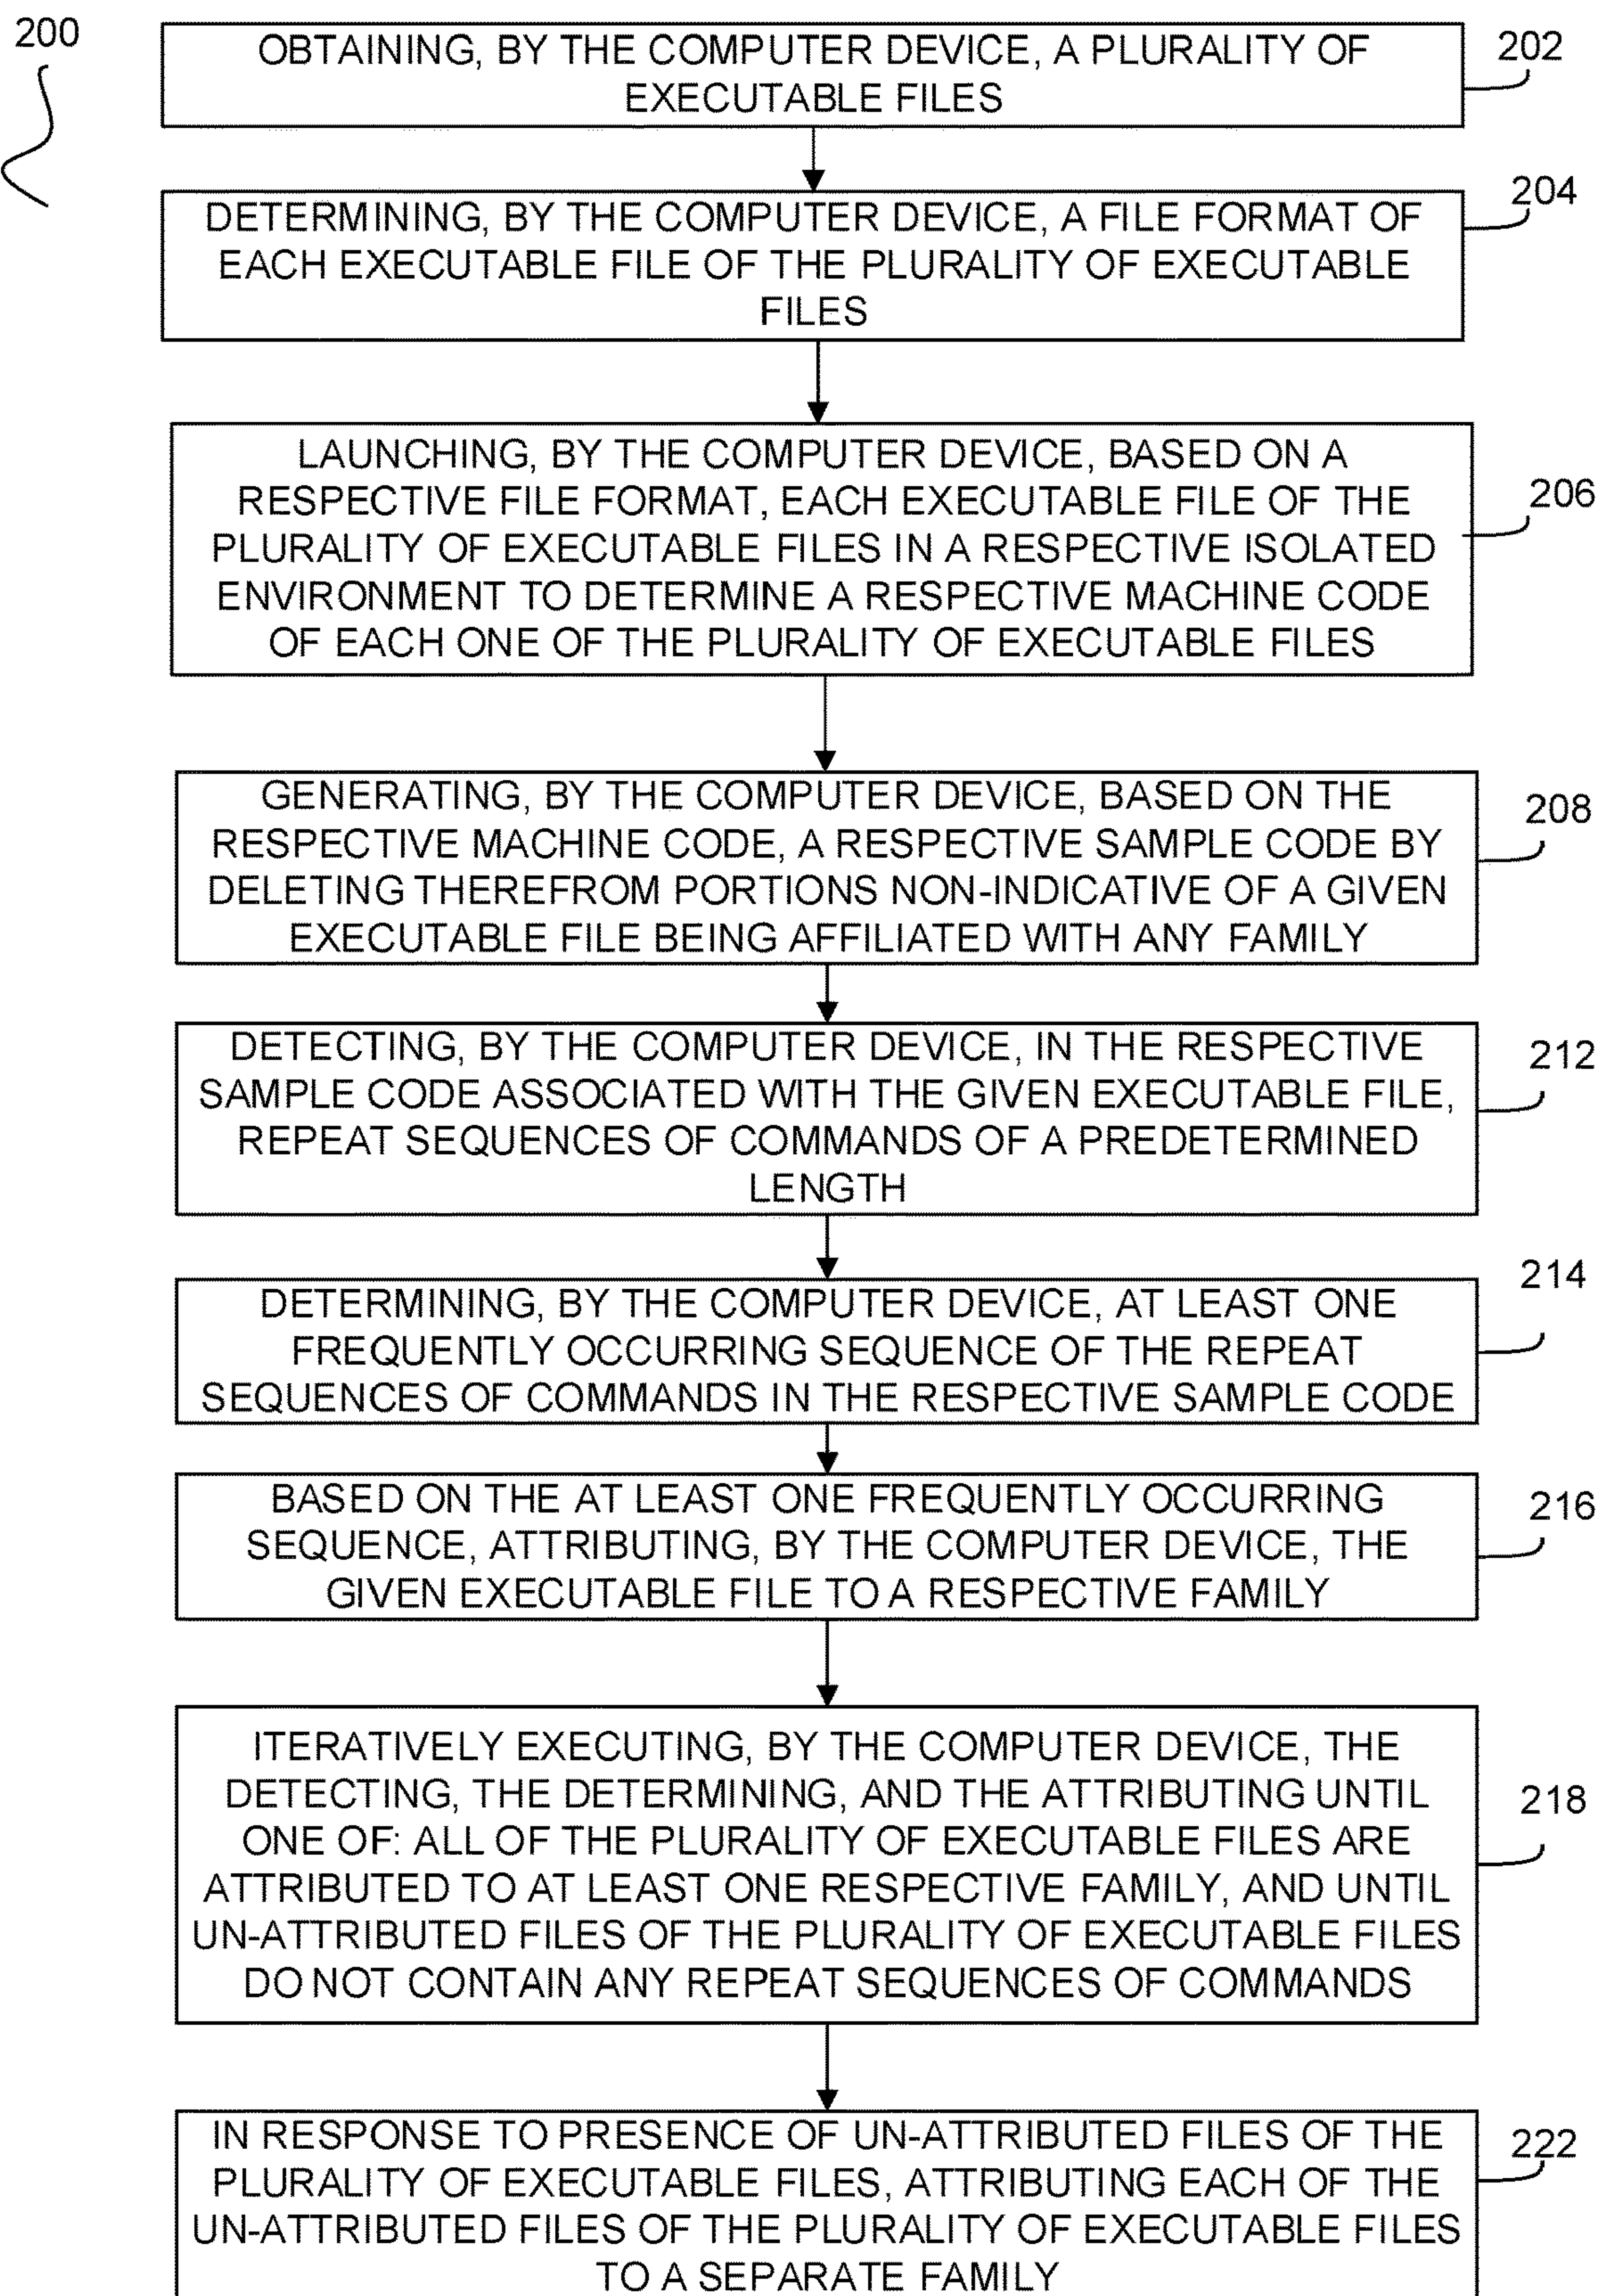 200
OBTAINING, BY THE COMPUTER DEVICE, A PLURALITY OF
EXECUTABLE FILES
202
DETERMINING, BY THE COMPUTER DEVICE, A FILE FORMAT OF
EACH EXECUTABLE FILE OF THE PLURALITY OF EXECUTABLE
FILES
204
LAUNCHING, BY THE COMPUTER DEVICE, BASED ON A
RESPECTIVE FILE FORMAT, EACH EXECUTABLE FILE OF THE
PLURALITY OF EXECUTABLE FILES IN A RESPECTIVE ISOLATED
ENVIRONMENT TO DETERMINE A RESPECTIVE MACHINE CODE
OF EACH ONE OF THE PLURALITY OF EXECUTABLE FILES
206
GENERATING, BY THE COMPUTER DEVICE, BASED ON THE
RESPECTIVE MACHINE CODE, A RESPECTIVE SAMPLE CODE BY
DELETING THEREFROM PORTIONS NON-INDICATIVE OF A GIVEN
EXECUTABLE FILE BEING AFFILIATED WITH ANY FAMILY
208
DETECTING, BY THE COMPUTER DEVICE, IN THE RESPECTIVE
SAMPLE CODE ASSOCIATED WITH THE GIVEN EXECUTABLE FILE,
REPEAT SEQUENCES OF COMMANDS OF A PREDETERMINED
LENGTH
212
DETERMINING, BY THE COMPUTER DEVICE, AT LEAST ONE
FREQUENTLY OCCURRING SEQUENCE OF THE REPEAT
SEQUENCES OF COMMANDS IN THE RESPECTIVE SAMPLE CODE
214
BASED ON THE AT LEAST ONE FREQUENTLY OCCURRING
SEQUENCE, ATTRIBUTING, BY THE COMPUTER DEVICE, THE
GIVEN EXECUTABLE FILE TO A RESPECTIVE FAMILY
216
ITERATIVELY EXECUTING, BY THE COMPUTER DEVICE, THE
DETECTING, THE DETERMINING, AND THE ATTRIBUTING UNTIL
ONE OF: ALL OF THE PLURALITY OF EXECUTABLE FILES ARE
ATTRIBUTED TO AT LEAST ONE RESPECTIVE FAMILY, AND UNTIL
UN-ATTRIBUTED FILES OF THE PLURALITY OF EXECUTABLE FILES
DO NOT CONTAIN ANY REPEAT SEQUENCES OF COMMANDS
218
IN RESPONSE TO PRESENCE OF UN-ATTRIBUTED FILES OF THE
PLURALITY OF EXECUTABLE FILES, ATTRIBUTING EACH OF THE
UN-ATTRIBUTED FILES OF THE PLURALITY OF EXECUTABLE FILES
TO A SEPARATE FAMILY
222